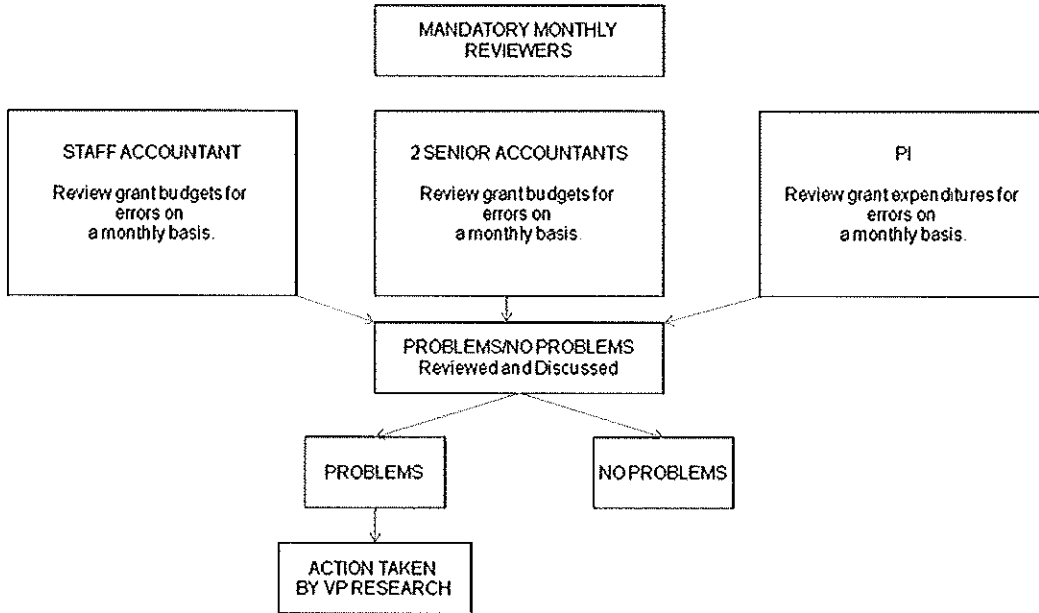 MANDATORY MONTHLY
REVIEWERS
STAFF ACCOUNTANT
Review grant budgets for
errors on
a monthly basis.
2 SENIOR ACCOUNTANTS
Review grant budgets for
errors on
a monthly basis.
PI
Review grant expenditures for
errors on
a monthly basis.
PROBLEMS/NO PROBLEMS
Reviewed and Discussed
PROBLEMS
NO PROBLEMS
ACTION TAKEN
BY VP RESEARCH